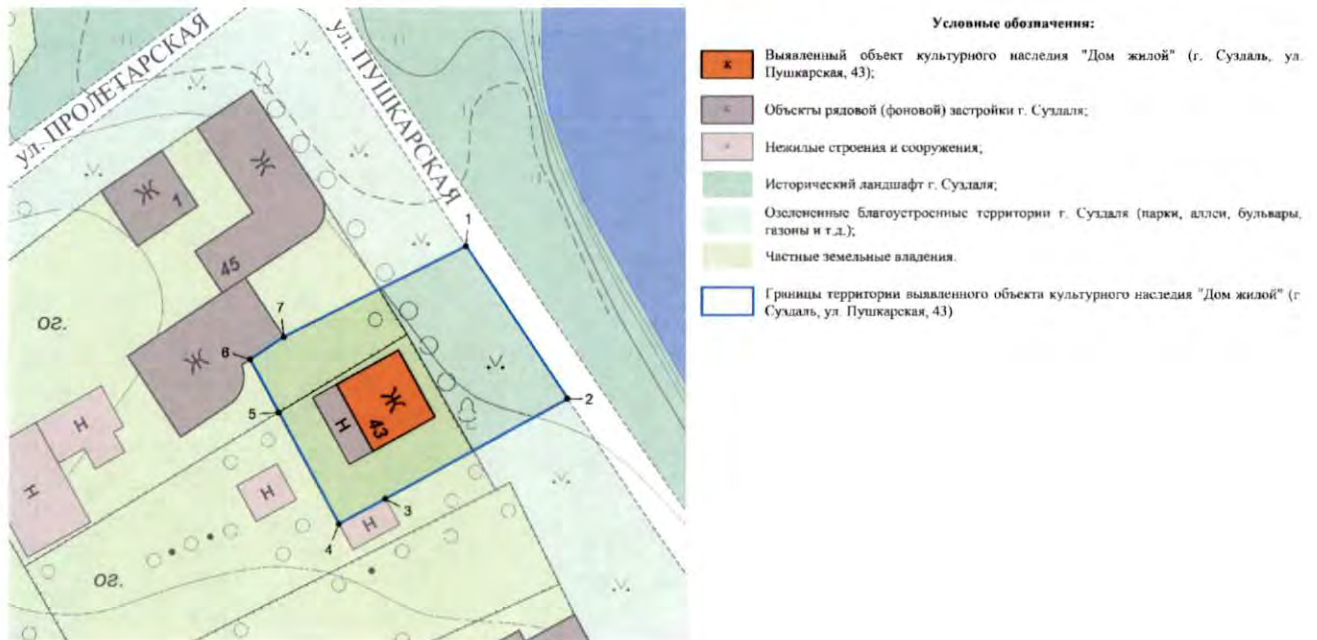 ул. ПРОЛЕТАРСКАЯ
ул. ПУШКАРСКАЯ
Ж
1
Ж
45
ог.
Ж
7
6
5
1
2
3
4
Ж
43
Н
Н
Н
Н
Н
ог.
Условные обозначения:
Выявленный объект культурного наследия "Дом жилой" (г. Суздаль, ул.
Пушкарская, 43);
Объекты рядовой (фоновой) застройки г. Суздаля;
Нежилые строения и сооружения;
Исторический ландшафт г. Суздаля;
Озелененные благоустроенные территории г. Суздаля (парки, аллеи, бульвары,
газоны и т.д.);
Частные земельные владения.
Границы территории выявленного объекта культурного наследия "Дом жилой" (г
Суздаль, ул. Пушкарская, 43)